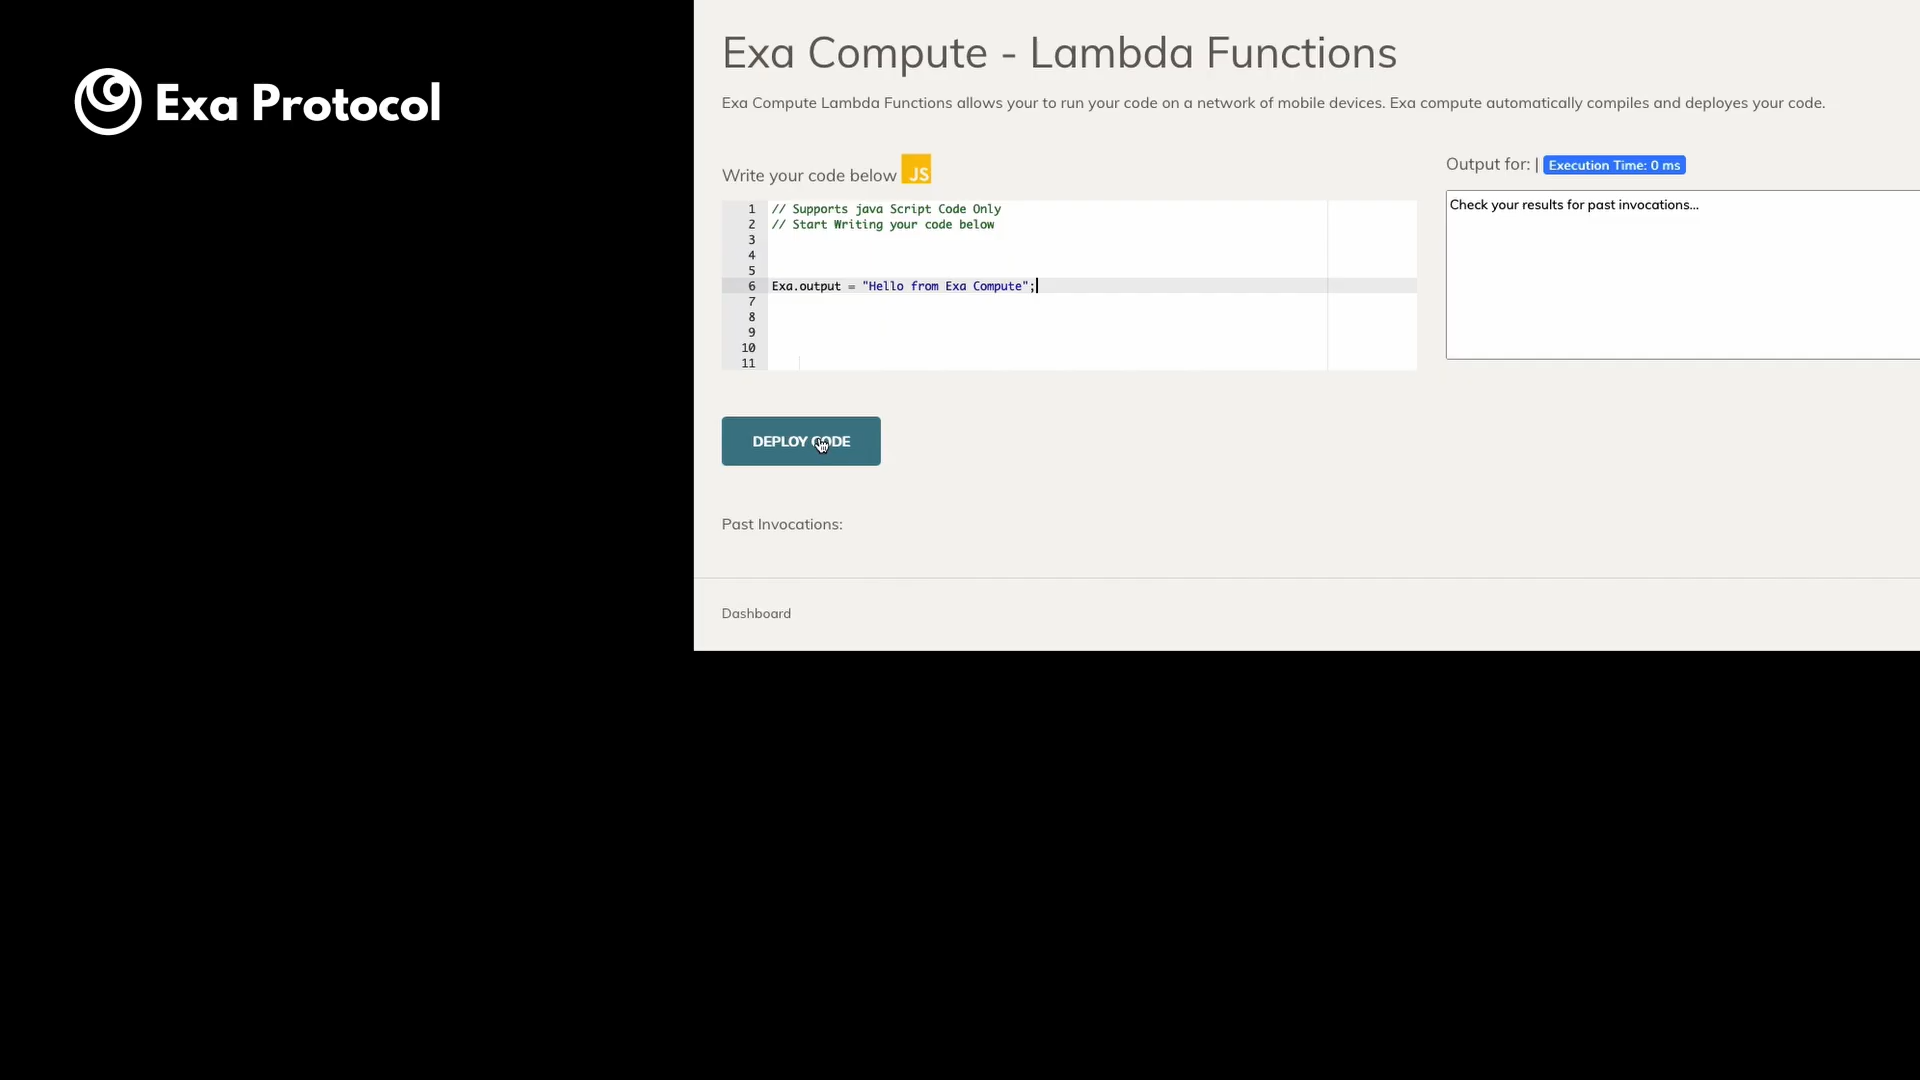 Exa Protocol
Exa Compute - Lambda Functions
Exa Compute Lambda Functions allows your to run your code on a network of mobile devices. Exa compute automatically compiles and deployes your code.
Write your code below JS
1 // Supports java Script Code Only
2 // Start Writing your code below
3
4
5
6 Exa.output = "Hello from Exa Compute";
7
8
9
10
11
Output for: | Execution Time: 0 ms
Check your results for past invocations...
DEPLOY CODE
Past Invocations:
Dashboard